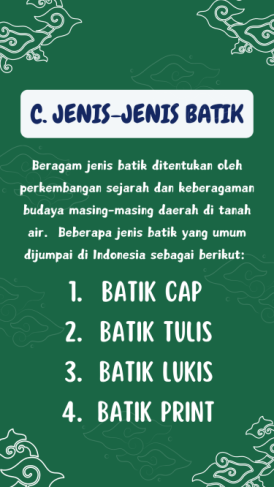 C. JENIS-JENIS BATIK
Beragam jenis batik ditentukan oleh
perkembangan sejarah dan keberagaman
budaya masing-masing daerah di tanah
air. Beberapa jenis batik yang umum
dijumpai di Indonesia sebagai berikut:
1. BATIK CAP
2. BATIK TULIS
3. BATIK LUKIS
4. BATIK PRINT